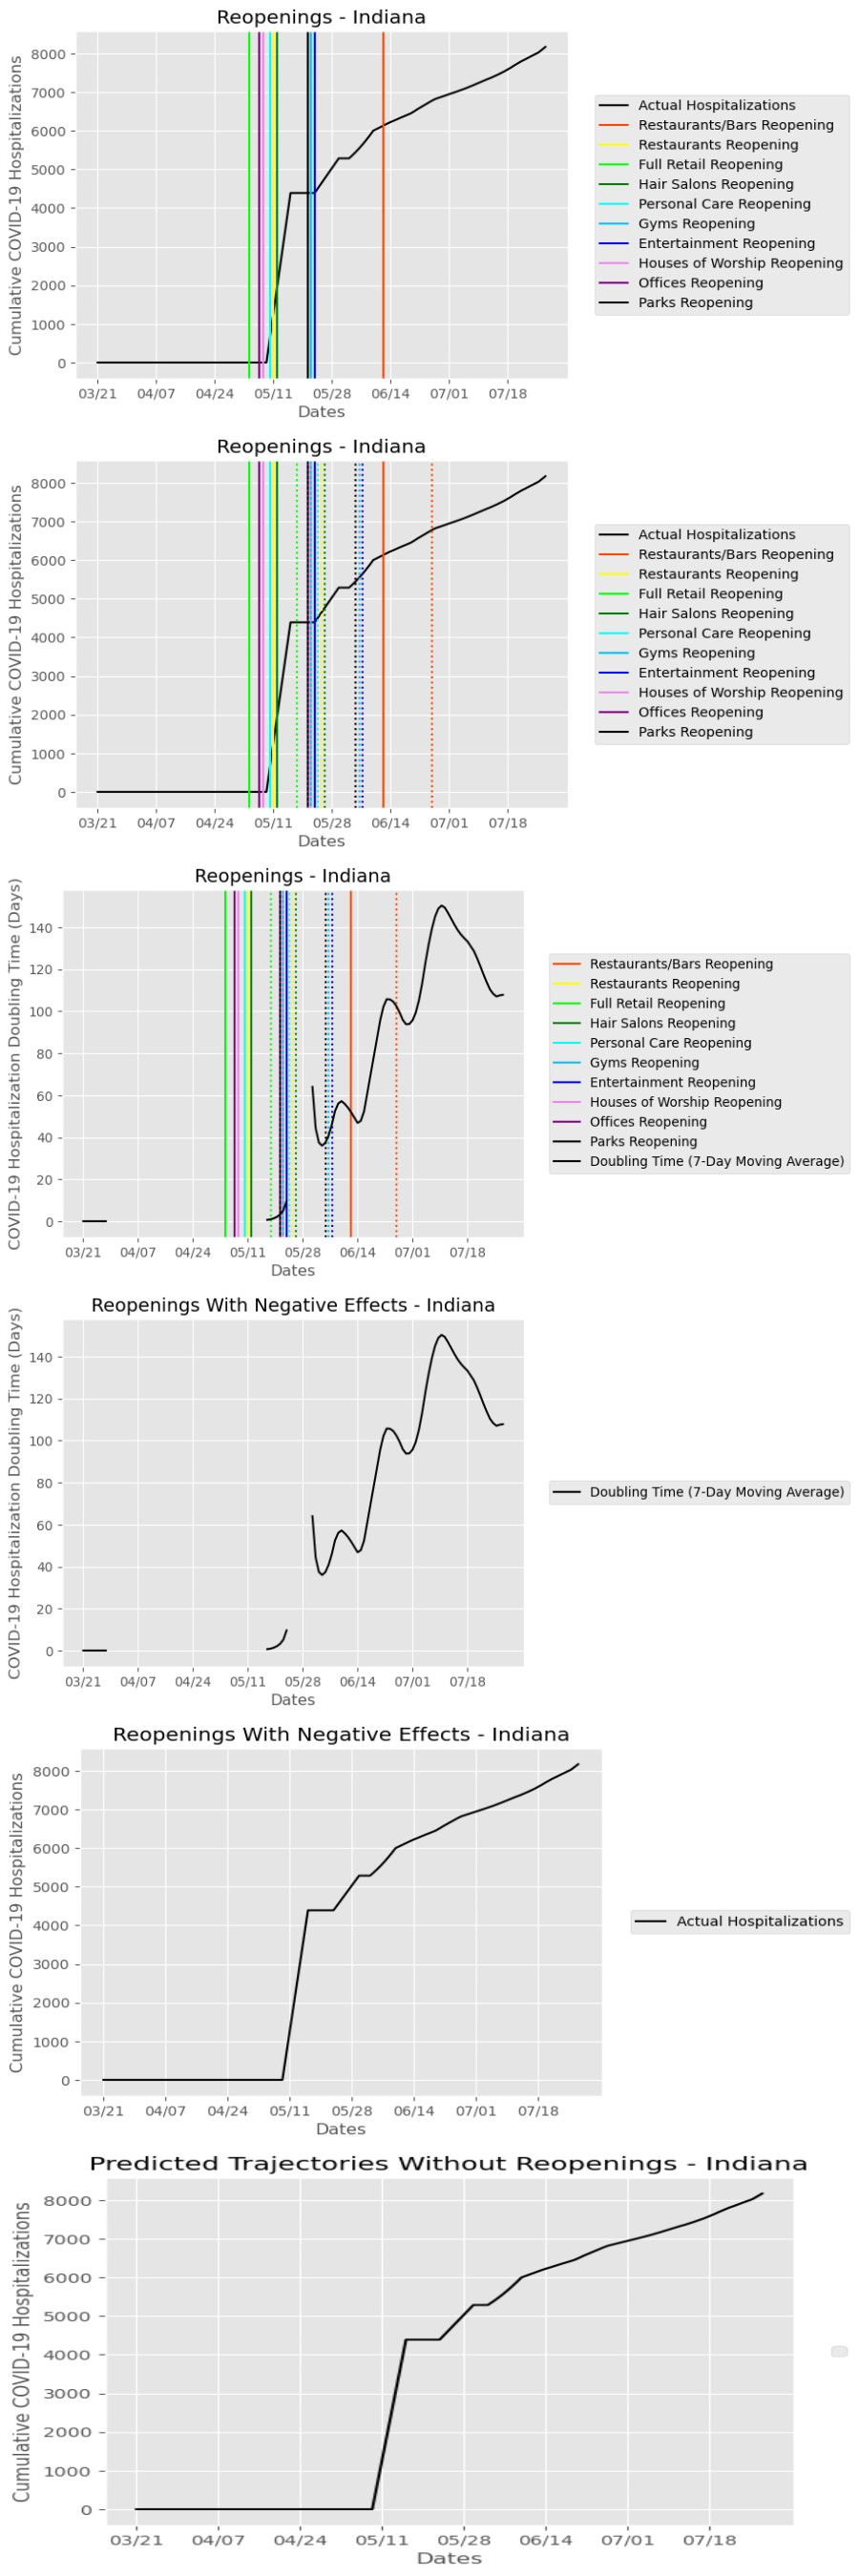 Reopenings - Indiana
Cumulative COVID-19 Hospitalizations
8000
7000
6000
5000
4000
3000
2000
1000
0
03/21 04/07 04/24 05/11 05/28 06/14 07/01 07/18
Dates
Actual Hospitalizations
Restaurants/Bars Reopening
Restaurants Reopening
Full Retail Reopening
Hair Salons Reopening
Personal Care Reopening
Gyms Reopening
Entertainment Reopening
Houses of Worship Reopening
Offices Reopening
Parks Reopening
Reopenings - Indiana
Cumulative COVID-19 Hospitalizations
8000
7000
6000
5000
4000
3000
2000
1000
0
03/21 04/07 04/24 05/11 05/28 06/14 07/01 07/18
Dates
Actual Hospitalizations
Restaurants/Bars Reopening
Restaurants Reopening
Full Retail Reopening
Hair Salons Reopening
Personal Care Reopening
Gyms Reopening
Entertainment Reopening
Houses of Worship Reopening
Offices Reopening
Parks Reopening
Reopenings - Indiana
COVID-19 Hospitalization Doubling Time (Days)
140
120
100
80
60
40
20
0
03/21 04/07 04/24 05/11 05/28 06/14 07/01 07/18
Dates
Restaurants/Bars Reopening
Restaurants Reopening
Full Retail Reopening
Hair Salons Reopening
Personal Care Reopening
Gyms Reopening
Entertainment Reopening
Houses of Worship Reopening
Offices Reopening
Parks Reopening
Doubling Time (7-Day Moving Average)
Reopenings With Negative Effects - Indiana
COVID-19 Hospitalization Doubling Time (Days)
140
120
100
80
60
40
20
0
03/21 04/07 04/24 05/11 05/28 06/14 07/01 07/18
Dates
Doubling Time (7-Day Moving Average)
Reopenings With Negative Effects - Indiana
Cumulative COVID-19 Hospitalizations
8000
7000
6000
5000
4000
3000
2000
1000
0
03/21 04/07 04/24 05/11 05/28 06/14 07/01 07/18
Dates
Actual Hospitalizations
Predicted Trajectories Without Reopenings - Indiana
Cumulative COVID-19 Hospitalizations
8000
7000
6000
5000
4000
3000
2000
1000
0
03/21 04/07 04/24 05/11 05/28 06/14 07/01 07/18
Dates